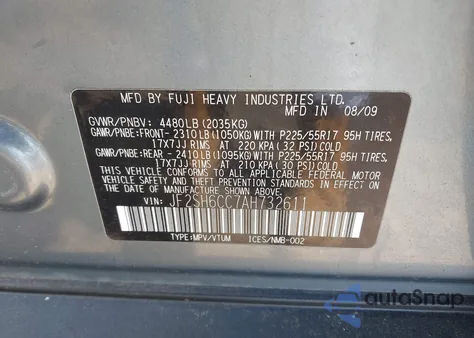 MFD BY FUJI HEAVY INDUSTRIES LTD.
MFD IN 08/09
GVWR/PNBV: 4480LB (2035KG)
GAWR/PNBE: FRONT- 2310LB(1050KG)WITH P225/55R17 95H TIRES,
17X7JJ RIMS AT 220 KPA(32 PSI)COLD
GAWR/PNBE:REAR - 2410LB(1095KG)WITH P225/55R17 95H TIRES,
17X7JJ RIMS AT 210 KPA(30 PSI)COLD
THIS VEHICLE CONFORMS TO ALL APPLICABLE
FEDERAL MOTOR VEHICLE SAFETY
STANDARDS IN EFFECT ON THE DATE OF
MANUFACTURE SHOWN ABOVE.
VIN: JF2SH6CC7AH732611
TYPE:MPV/VTUM ICES/NMB-002
autoSnap